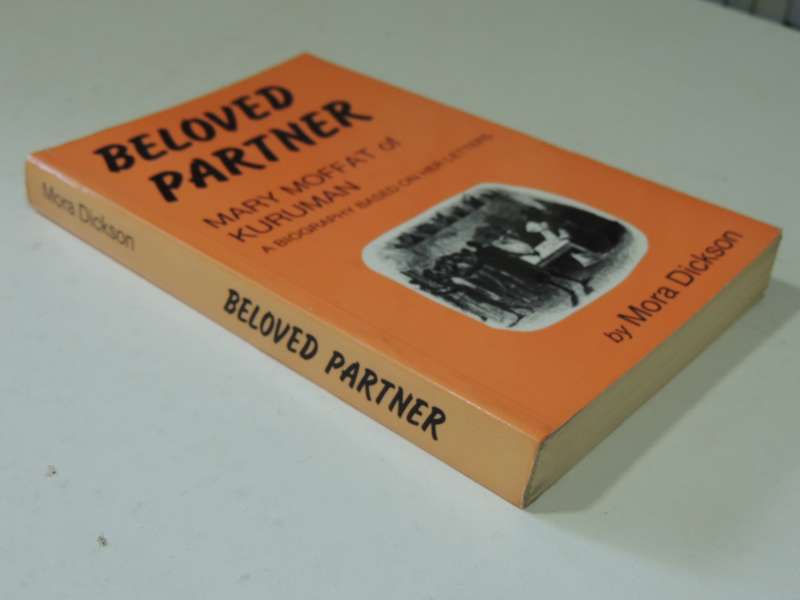 BELOVED
PARTNER
MARY MOFFAT of
KURUMAN
A BIOGRAPHY BASED ON HER LETTERS
by Mora Dickson
Mora Dickson
BELOVED PARTNER